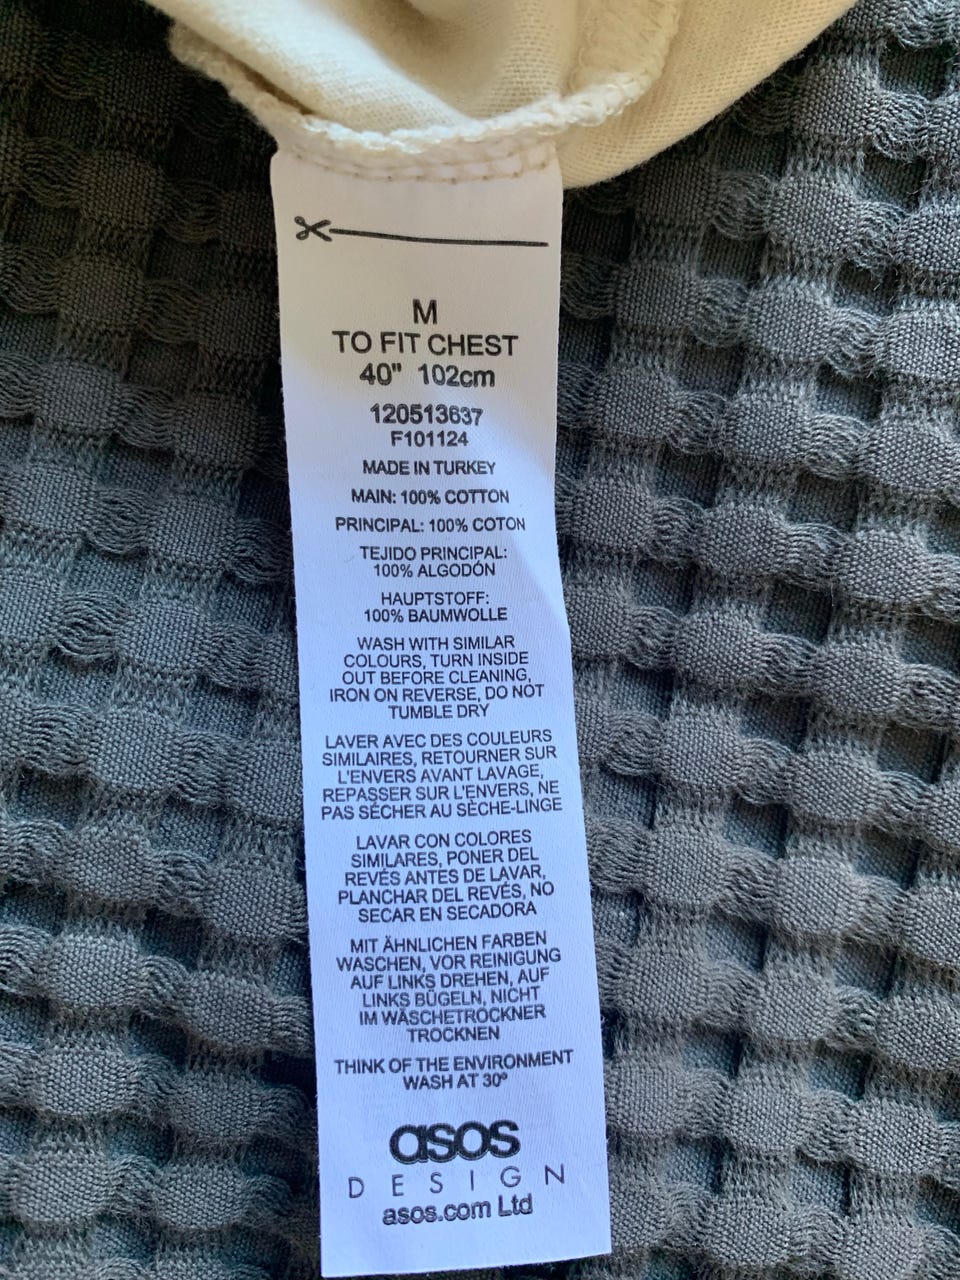 M
TO FIT CHEST
40" 102cm
120513637
F101124
MADE IN TURKEY
MAIN: 100% COTTON
PRINCIPAL: 100% COTON
TEJIDO PRINCIPAL:
100% ALGODÓN
HAUPTSTOFF:
100% BAUMWOLLE
WASH WITH SIMILAR
COLOURS, TURN INSIDE
OUT BEFORE CLEANING,
IRON ON REVERSE, DO NOT
TUMBLE DRY
LAVER AVEC DES COULEURS
SIMILAIRES, RETOURNER SUR
L'ENVERS AVANT LAVAGE,
REPASSER SUR L'ENVERS, NE
PAS SÉCHER AU SÈCHE-LINGE
LAVAR CON COLORES
SIMILARES, PONER DEL
REVÉS ANTES DE LAVAR,
PLANCHAR DEL REVÉS, NO
SECAR EN SECADORA
MIT ÄHNLICHEN FARBEN
WASCHEN, VOR REINIGUNG
AUF LINKS DREHEN, AUF
LINKS BÜGELN, NICHT
IM WÄSCHETROCKNER
TROCKNEN
THINK OF THE ENVIRONMENT
WASH AT 30º
asos
DESIGN
asos.com Ltd